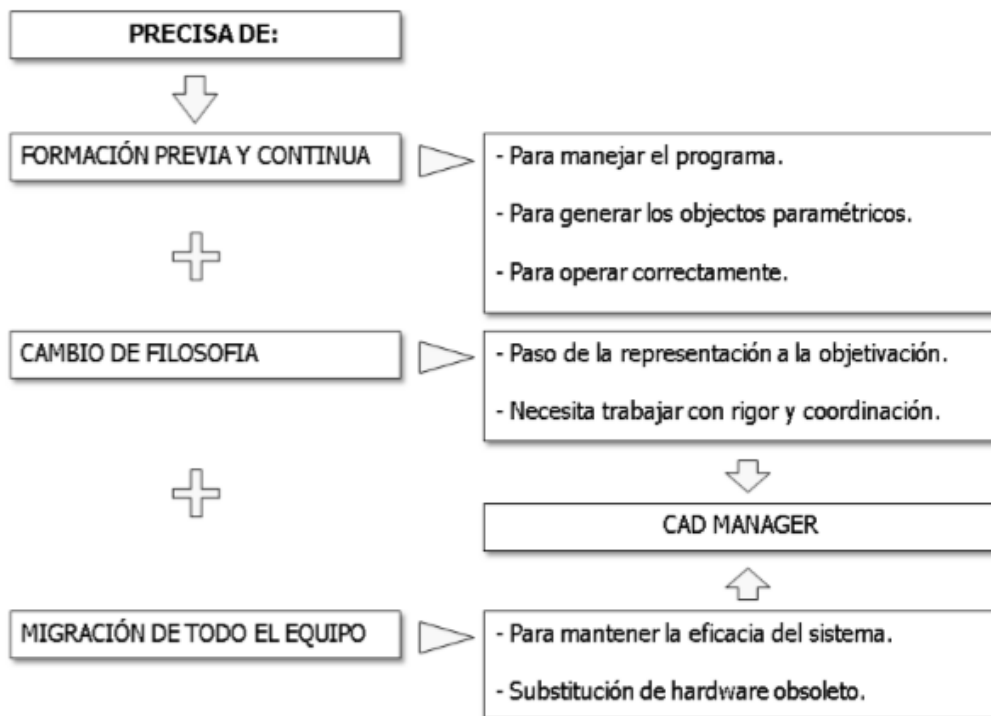 PRECISA DE:
FORMACIÓN PREVIA Y CONTINUA
- Para manejar el programa.
- Para generar los objectos paramétricos.
- Para operar correctamente.
CAMBIO DE FILOSOFIA
- Paso de la representación a la objetivación.
- Necesita trabajar con rigor y coordinación.
CAD MANAGER
MIGRACIÓN DE TODO EL EQUIPO
- Para mantener la eficacia del sistema.
- Substitución de hardware obsoleto.